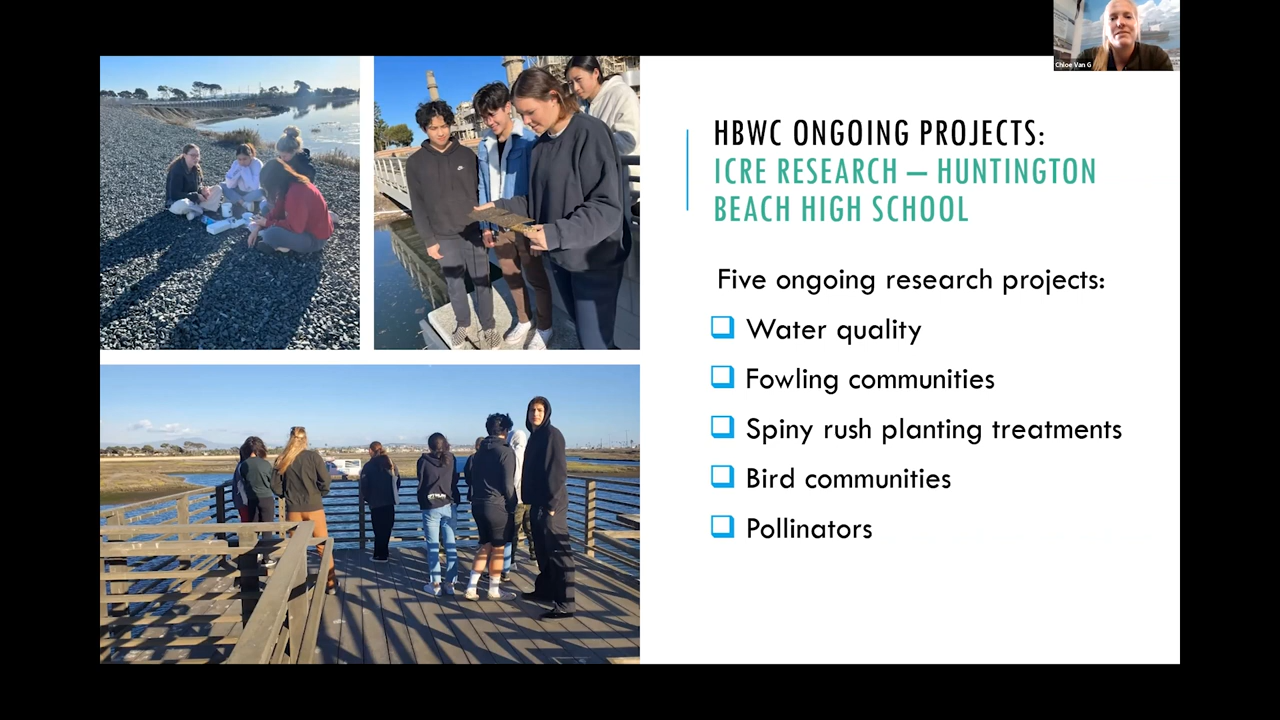 Chloe Van G
HBWC ONGOING PROJECTS:
ICRE RESEARCH – HUNTINGTON
BEACH HIGH SCHOOL
Five ongoing research projects:
Water quality
Fowling communities
Spiny rush planting treatments
Bird communities
Pollinators